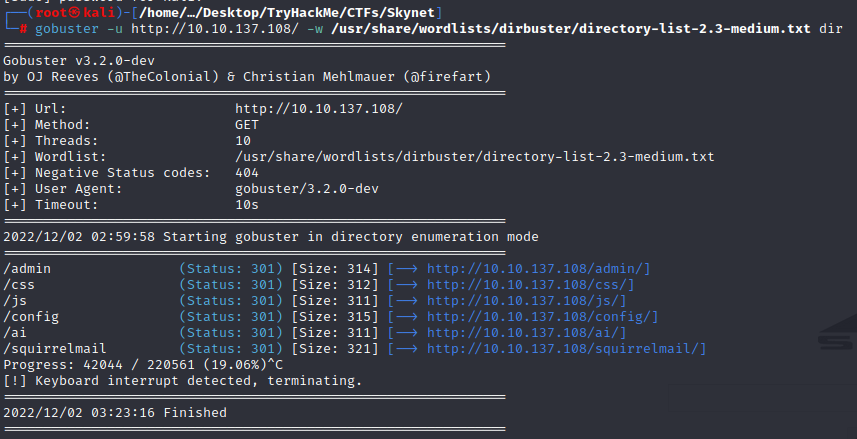 ┌──(root㉿kali)-[/home/…/Desktop/TryHackMe/CTFs/Skynet]
└─# gobuster -u http://10.10.137.108/ -w /usr/share/wordlists/dirbuster/directory-list-2.3-medium.txt dir
===============================================================
Gobuster v3.2.0-dev
by OJ Reeves (@TheColonial) & Christian Mehlmauer (@firefart)
===============================================================
[+] Url:                     http://10.10.137.108/
[+] Method:                  GET
[+] Threads:                 10
[+] Wordlist:                /usr/share/wordlists/dirbuster/directory-list-2.3-medium.txt
[+] Negative Status codes:   404
[+] User Agent:              gobuster/3.2.0-dev
[+] Timeout:                 10s
===============================================================
2022/12/02 02:59:58 Starting gobuster in directory enumeration mode
===============================================================
/admin                (Status: 301) [Size: 314] [--> http://10.10.137.108/admin/]
/css                  (Status: 301) [Size: 312] [--> http://10.10.137.108/css/]
/js                   (Status: 301) [Size: 311] [--> http://10.10.137.108/js/]
/config               (Status: 301) [Size: 315] [--> http://10.10.137.108/config/]
/ai                   (Status: 301) [Size: 311] [--> http://10.10.137.108/ai/]
/squirrelmail         (Status: 301) [Size: 321] [--> http://10.10.137.108/squirrelmail/]
Progress: 42044 / 220561 (19.06%)^C
[!] Keyboard interrupt detected, terminating.
===============================================================
2022/12/02 03:23:16 Finished
===============================================================